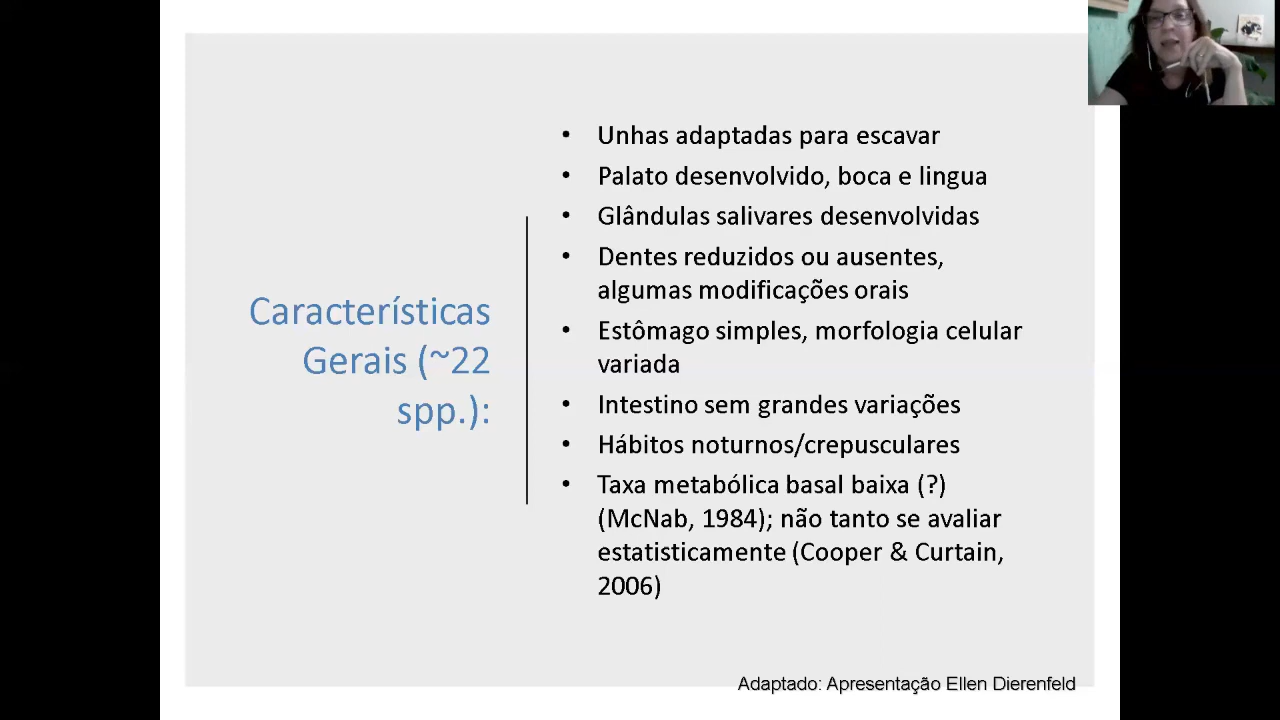 Características
Gerais (~22
spp.):
• Unhas adaptadas para escavar
• Palato desenvolvido, boca e lingua
• Glândulas salivares desenvolvidas
• Dentes reduzidos ou ausentes,
algumas modificações orais
• Estômago simples, morfologia celular
variada
• Intestino sem grandes variações
• Hábitos noturnos/crepusculares
• Taxa metabólica basal baixa (?)
(McNab, 1984); não tanto se avaliar
estatisticamente (Cooper & Curtain,
2006)
Adaptado: Apresentação Ellen Dierenfeld